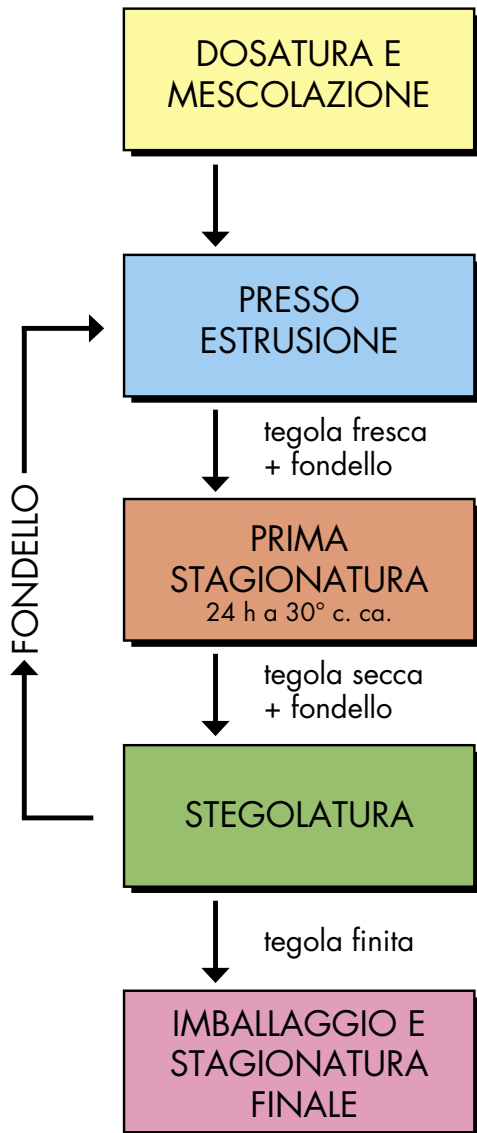 DOSATURA E
MESCOLAZIONE
PRESSO
ESTRUSIONE
tegola fresca
+ fondello
FONDELLO
PRIMA
STAGIONATURA
24 h a 30° c. ca.
tegola secca
+ fondello
STEGOLATURA
tegola finita
IMBALLAGGIO E
STAGIONATURA
FINALE